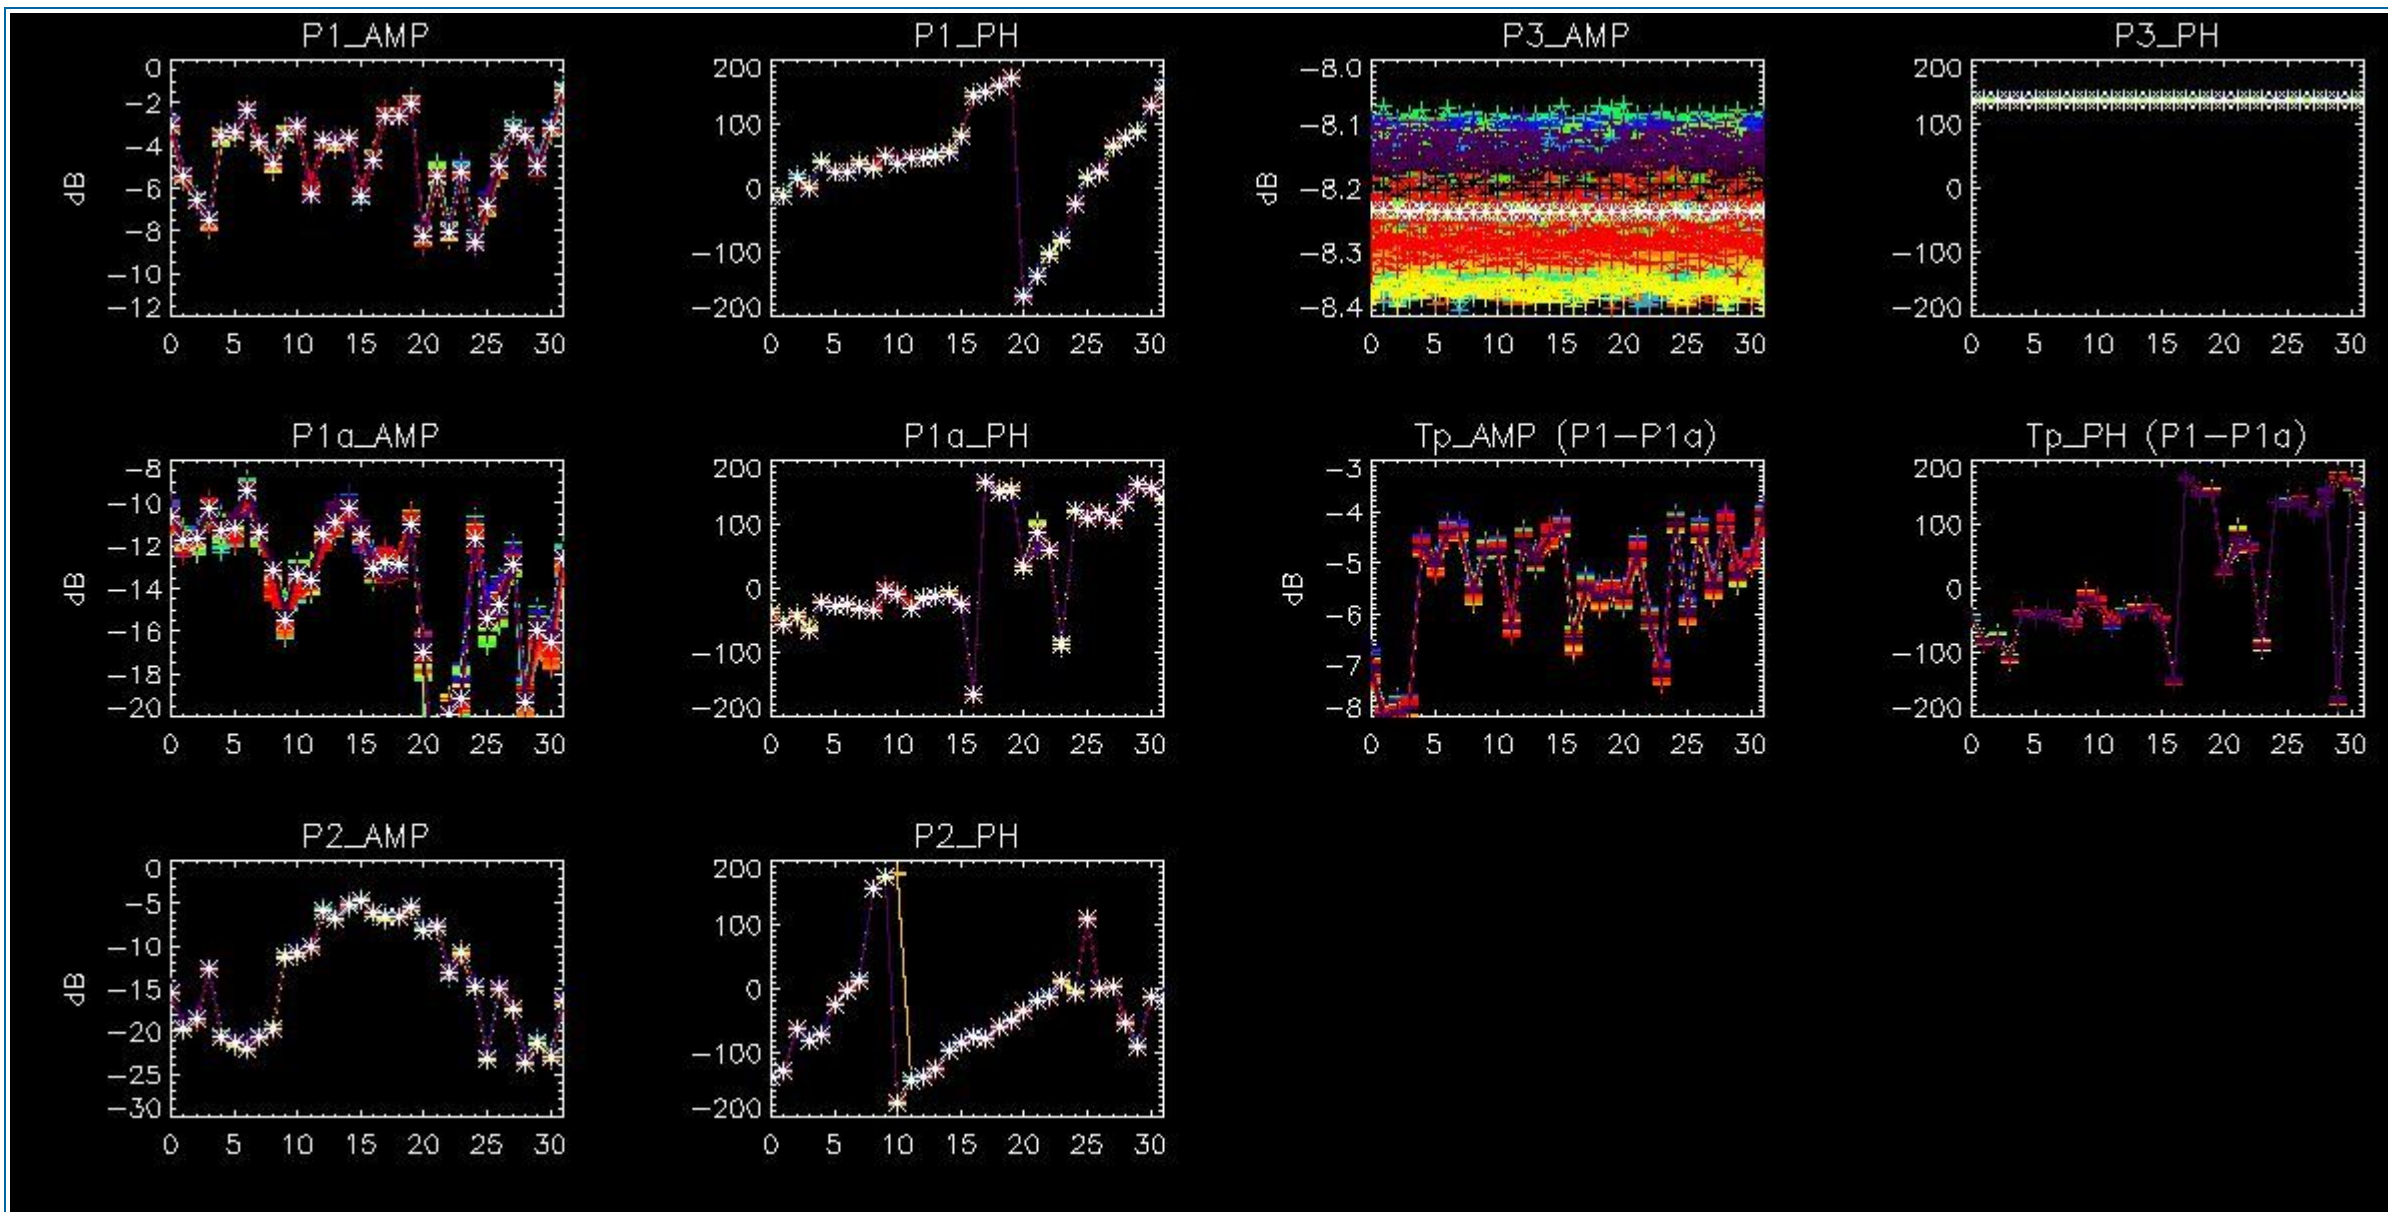 P1_AMP
0
−2
−4
−6
−8
−10
−12
dB
0 5 10 15 20 25 30
P1_PH
200
100
0
−100
−200
0 5 10 15 20 25 30
P3_AMP
−8.0
−8.1
−8.2
−8.3
−8.4
dB
0 5 10 15 20 25 30
P3_PH
200
100
0
−100
−200
0 5 10 15 20 25 30
P1a_AMP
−8
−10
−12
−14
−16
−18
−20
dB
0 5 10 15 20 25 30
P1a_PH
200
100
0
−100
−200
0 5 10 15 20 25 30
Tp_AMP (P1−P1a)
−3
−4
−5
−6
−7
−8
dB
0 5 10 15 20 25 30
Tp_PH (P1−P1a)
200
100
0
−100
−200
0 5 10 15 20 25 30
P2_AMP
0
−5
−10
−15
−20
−25
−30
dB
0 5 10 15 20 25 30
P2_PH
200
100
0
−100
−200
0 5 10 15 20 25 30